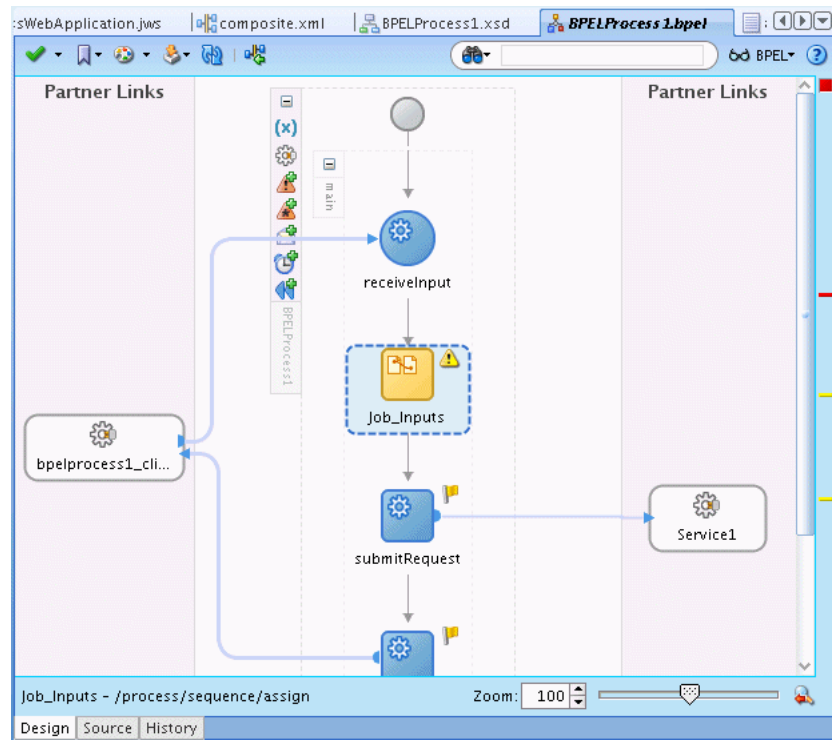 sWebApplication.jws composite.xml BPELProcess1.xsd BPELProcess1.bpel
BPEL
Partner Links
Partner Links
(x)
main
receiveInput
BPELProcess1
Job_Inputs
bpelprocess1_cli...
submitRequest
Service1
Job_Inputs - /process/sequence/assign
Zoom: 100
Design Source History